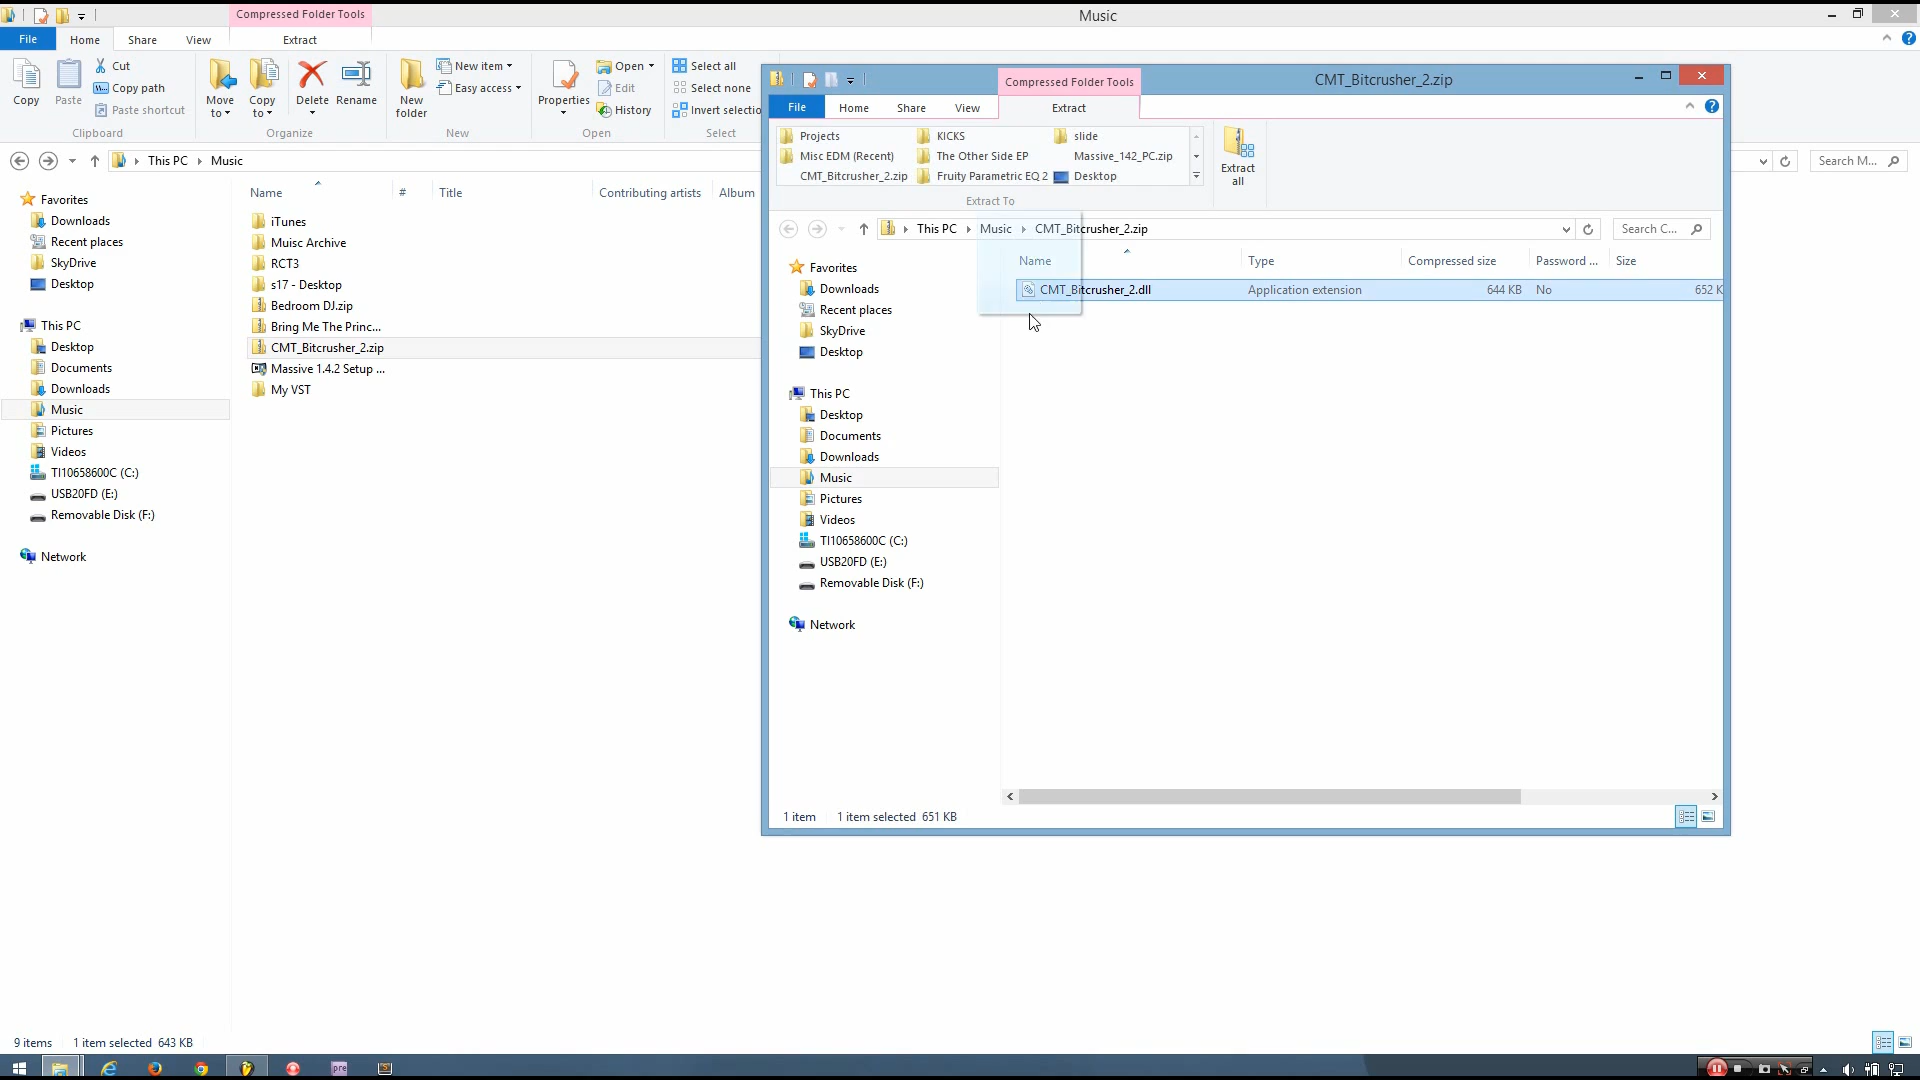 Compressed Folder Tools
Music
File
Home
Share
View
Extract
Copy
Paste
Cut
Copy path
Paste shortcut
Clipboard
Move to
Copy to
Delete
Rename
Organize
New folder
New item
Easy access
New
Properties
Open
Edit
History
Open
Select all
Select none
Invert selectio
Select
This PC
Music
Search M...
Name
#
Title
Contributing artists
Album
Favorites
Downloads
Recent places
SkyDrive
Desktop
This PC
Desktop
Documents
Downloads
Music
Pictures
Videos
TI10658600C (C:)
USB20FD (E:)
Removable Disk (F:)
Network
iTunes
Muisc Archive
RCT3
s17 - Desktop
Bedroom DJ.zip
Bring Me The Princ...
CMT_Bitcrusher_2.zip
Massive 1.4.2 Setup ...
My VST
9 items
1 item selected 643 KB
Compressed Folder Tools
CMT_Bitcrusher_2.zip
File
Home
Share
View
Extract
Projects
KICKS
slide
Misc EDM (Recent)
The Other Side EP
Massive_142_PC.zip
CMT_Bitcrusher_2.zip
Fruity Parametric EQ 2
Desktop
Extract To
Extract all
This PC
Music
CMT_Bitcrusher_2.zip
Search C...
Name
Type
Compressed size
Password ...
Size
CMT_Bitcrusher_2.dll
Application extension
644 KB
No
652 K
Favorites
Downloads
Recent places
SkyDrive
Desktop
This PC
Desktop
Documents
Downloads
Music
Pictures
Videos
TI10658600C (C:)
USB20FD (E:)
Removable Disk (F:)
Network
1 item
1 item selected 651 KB
pre